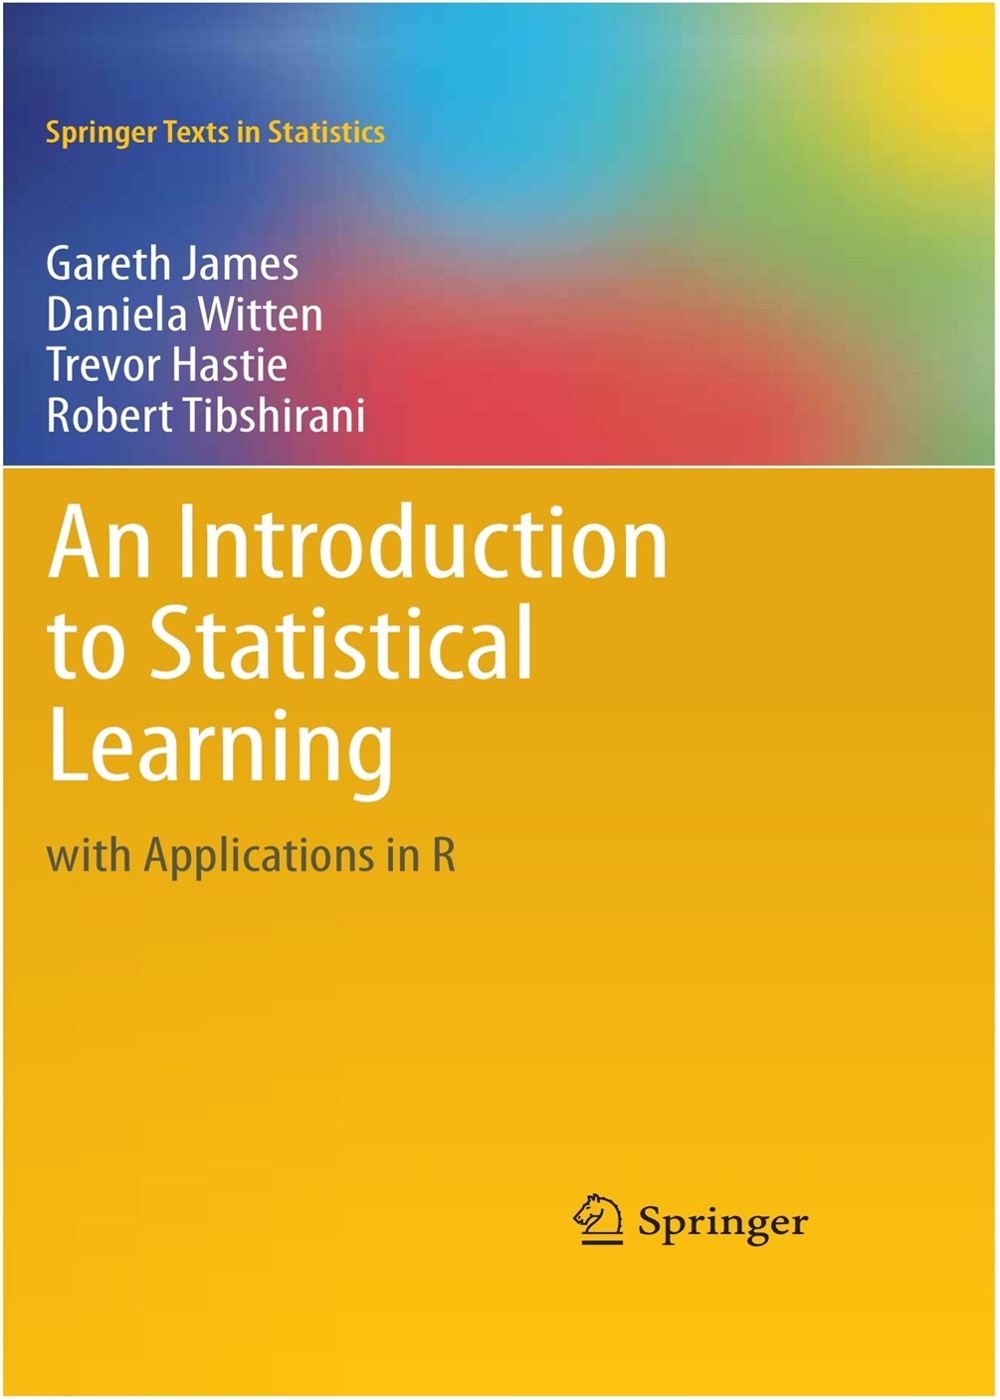 Springer Texts in Statistics
Gareth James
Daniela Witten
Trevor Hastie
Robert Tibshirani
An Introduction
to Statistical
Learning
with Applications in R
Springer